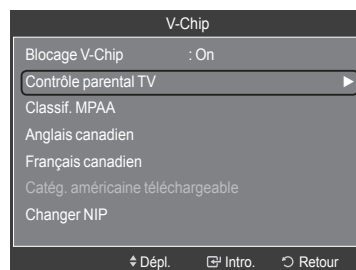 V-Chip
Blocage V-Chip : On
Contrôle parental TV
Classif. MPAA
Anglais canadien
Français canadien
Catég. américaine téléchargeable
Changer NIP
Dépl. Intro. Retour